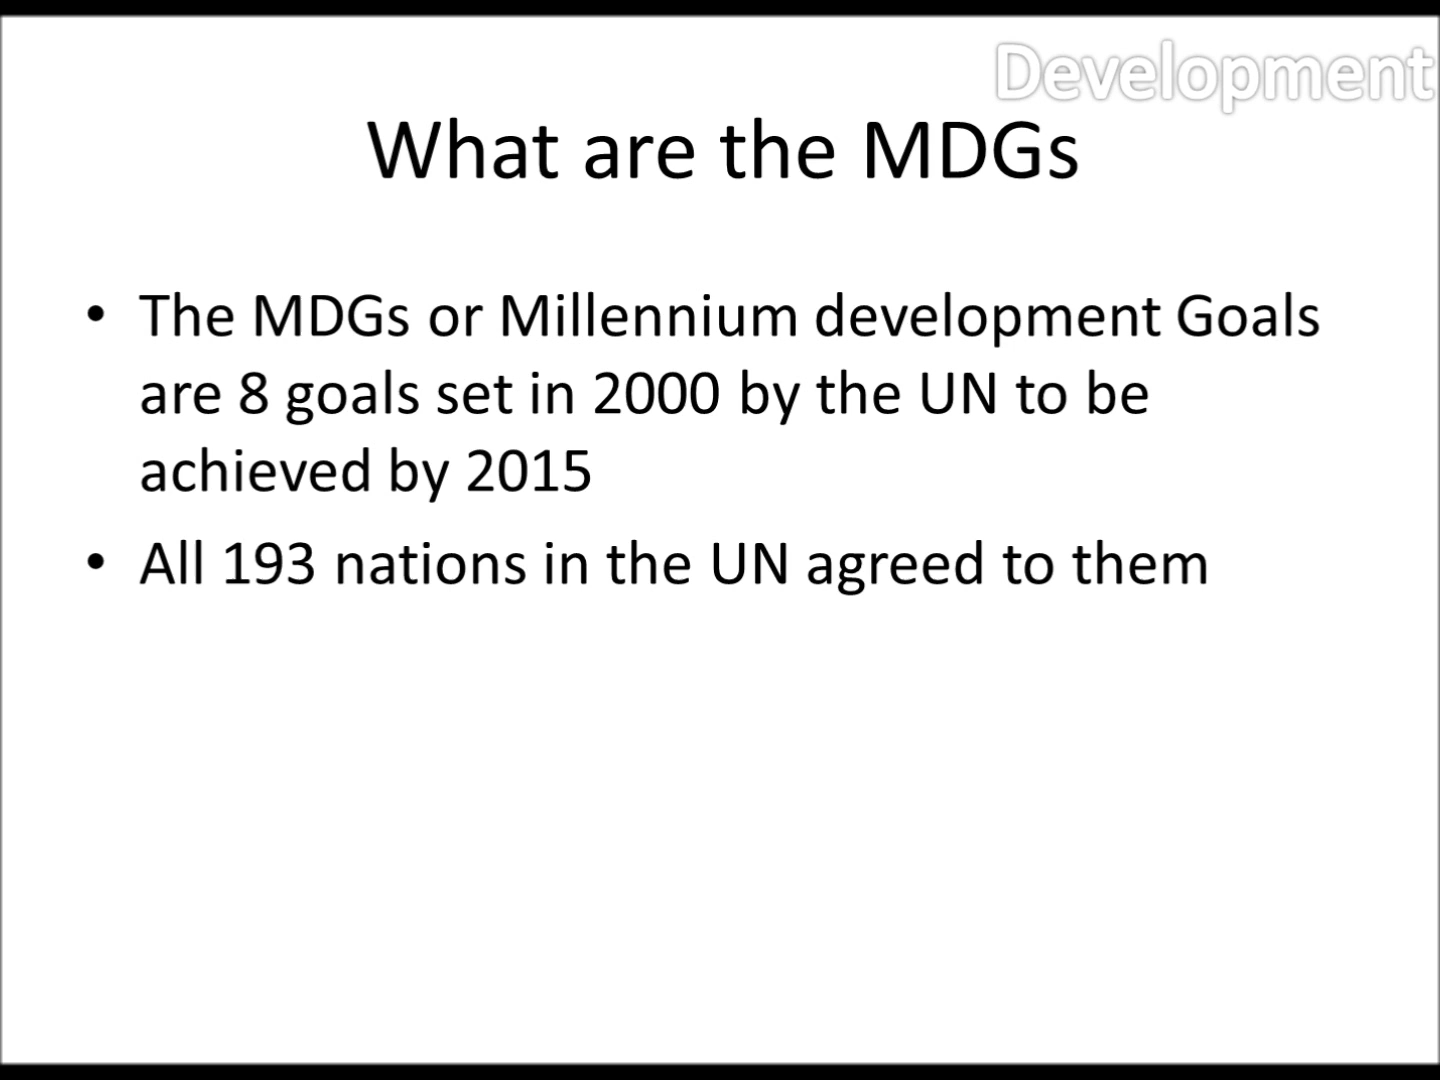 Development
What are the MDGs
• The MDGs or Millennium development Goals
are 8 goals set in 2000 by the UN to be
achieved by 2015
• All 193 nations in the UN agreed to them